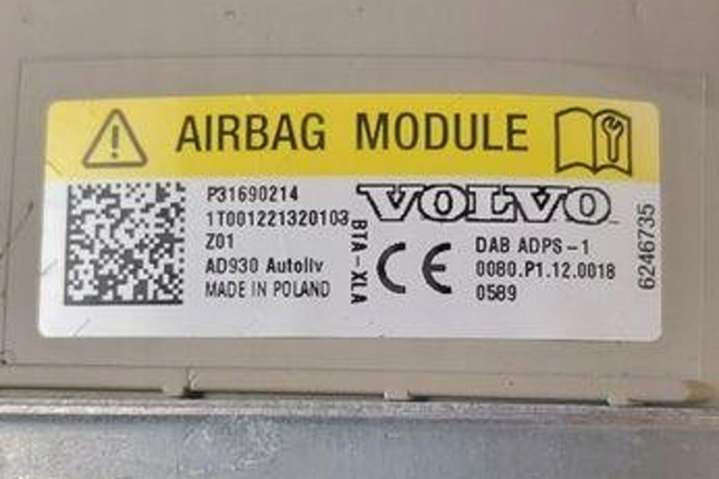 AIRBAG MODULE
P31690214
1T001221320103
Z01
AD930 Autoliv
MADE IN POLAND
BTA-XLA
VOLVO
CE
DAB ADPS-1
0080.P1.12.0018
0589
6246735